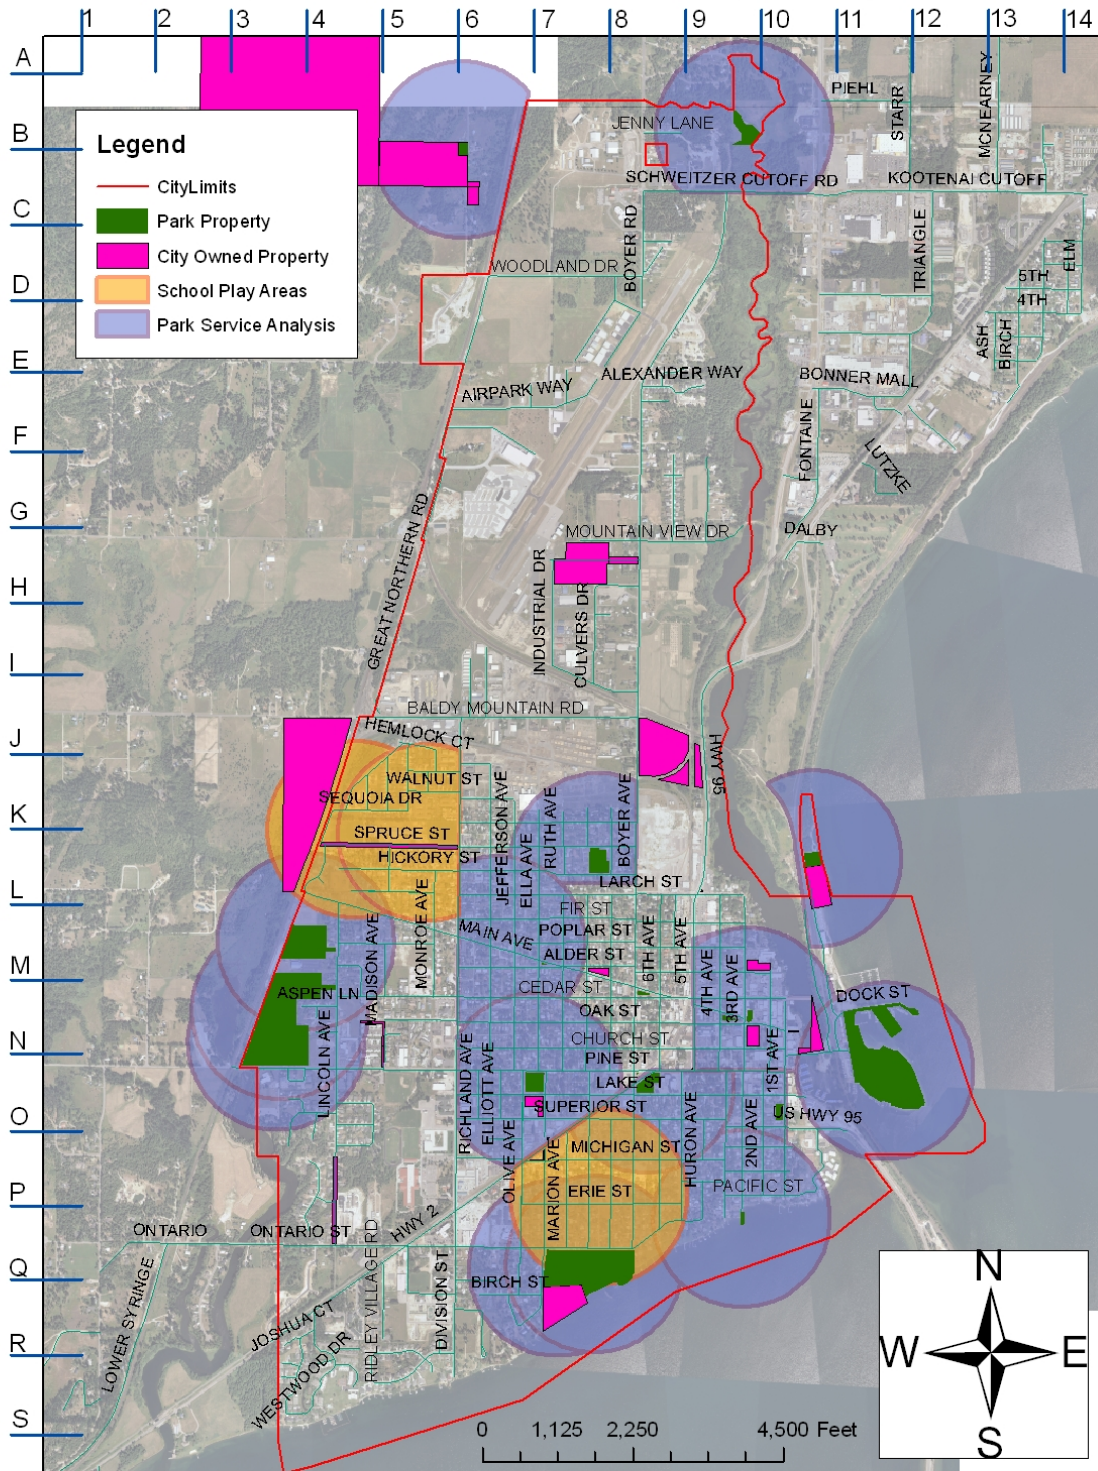 1 2 3 4 5 6 7 8 9 10 11 12 13 14
A
PIEHL
STARR
MCNEARNEY
B
JENNY LANE
Legend
CityLimits
Park Property
City Owned Property
School Play Areas
Park Service Analysis
SCHWEITZER CUTOFF RD
KOOTENAI CUTOFF
C
BOYER RD
TRIANGLE
ELM
WOODLAND DR
5TH
D
4TH
ASH
BIRCH
E
ALEXANDER WAY
BONNER MALL
AIRPARK WAY
F
FONTAINE
LUTZKE
G
GREAT NORTHERN RD
MOUNTAIN VIEW DR
DALBY
H
INDUSTRIAL DR
CULVERS DR
I
BALDY MOUNTAIN RD
J
HEMLOCK CT
HWY 95
WALNUT ST
SEQUOIA DR
JEFFERSON AVE
K
RUTH AVE
BOYER AVE
SPRUCE ST
ELLA AVE
HICKORY ST
L
LARCH ST
MONROE AVE
FIR ST
MADISON AVE
MAIN AVE
POPLAR ST
6TH AVE
5TH AVE
M
ALDER ST
4TH AVE
3RD AVE
CEDAR ST
ASPEN LN
DOCK ST
OAK ST
N
LINCOLN AVE
CHURCH ST
PINE ST
1ST AVE
RICHLAND AVE
ELLIOTT AVE
LAKE ST
O
SUPERIOR ST
US HWY 95
HURON AVE
2ND AVE
OLIVE AVE
MICHIGAN ST
P
MARION AVE
ERIE ST
PACIFIC ST
ONTARIO
ONTARIO ST
HWY 2
Q
LOWER SYRINGE
RIDLEY VILLAGE RD
DIVISION ST
BIRCH ST
N
R
JOSHUA CT
W E
WESTWOOD DR
S
0 1,125 2,250 4,500 Feet
S